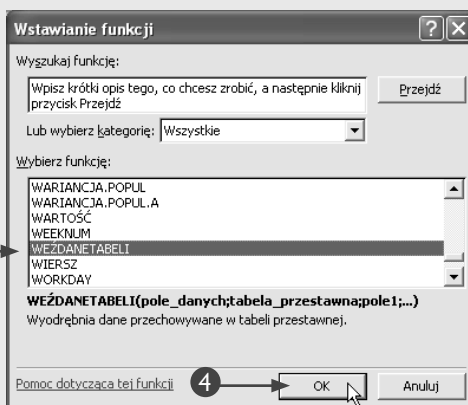 Wstawianie funkcji
Wyszukaj funkcję:
Wpisz krótki opis tego, co chcesz zrobić, a następnie kliknij
przycisk Przejdź
Przejdź
Lub wybierz kategorię: Wszystkie
Wybierz funkcję:
WARIANCJA.POPUL
WARIANCJA.POPUL.A
WARTOŚĆ
WEEKNUM
WEŹDANETABELI
WIERSZ
WORKDAY
WEŹDANETABELI(pole_danych;tabela_przestawna;pole1;...)
Wyodrębnia dane przechowywane w tabeli przestawnej.
Pomoc dotycząca tej funkcji 4 OK Anuluj